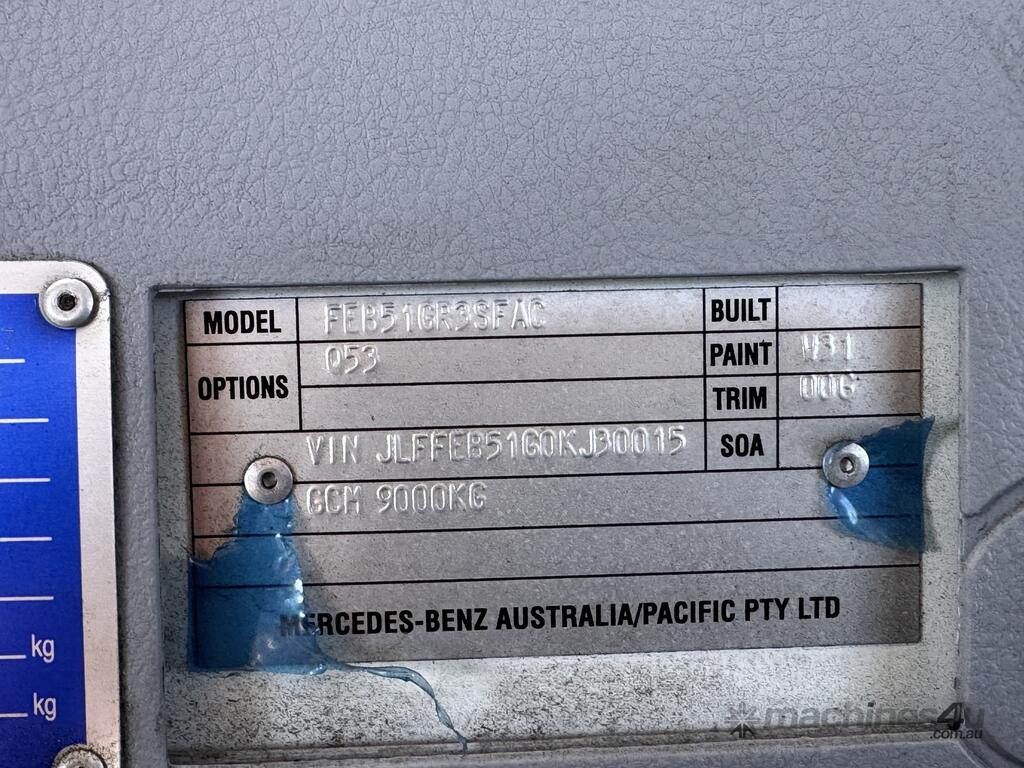 MODEL FEB51GR3SFAC BUILT
OPTIONS 053 PAINT W31
TRIM 00G
VIN JLFFEB51G0KJ30015 SOA
GCM 9000KG
MERCEDES-BENZ AUSTRALIA/PACIFIC PTY LTD
kg
kg
machines4u
.com.au